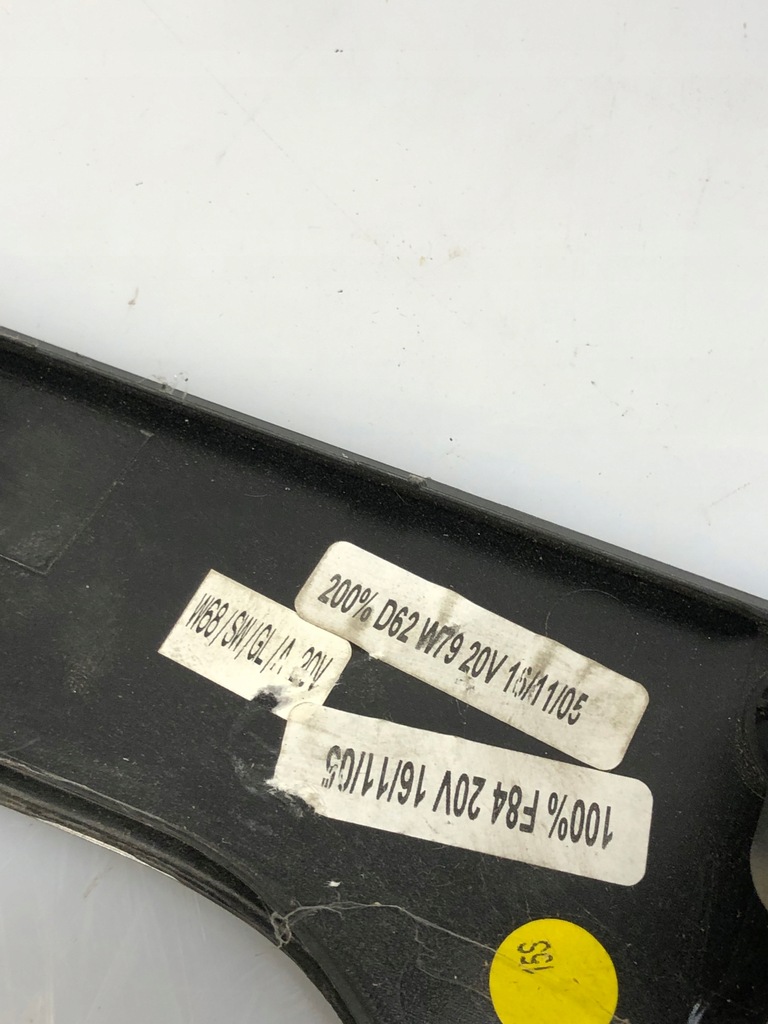 200% D62 W79 20V 16/11/05
W68/SW/GL/A 20V
100% F84 20V 16/11/05
155